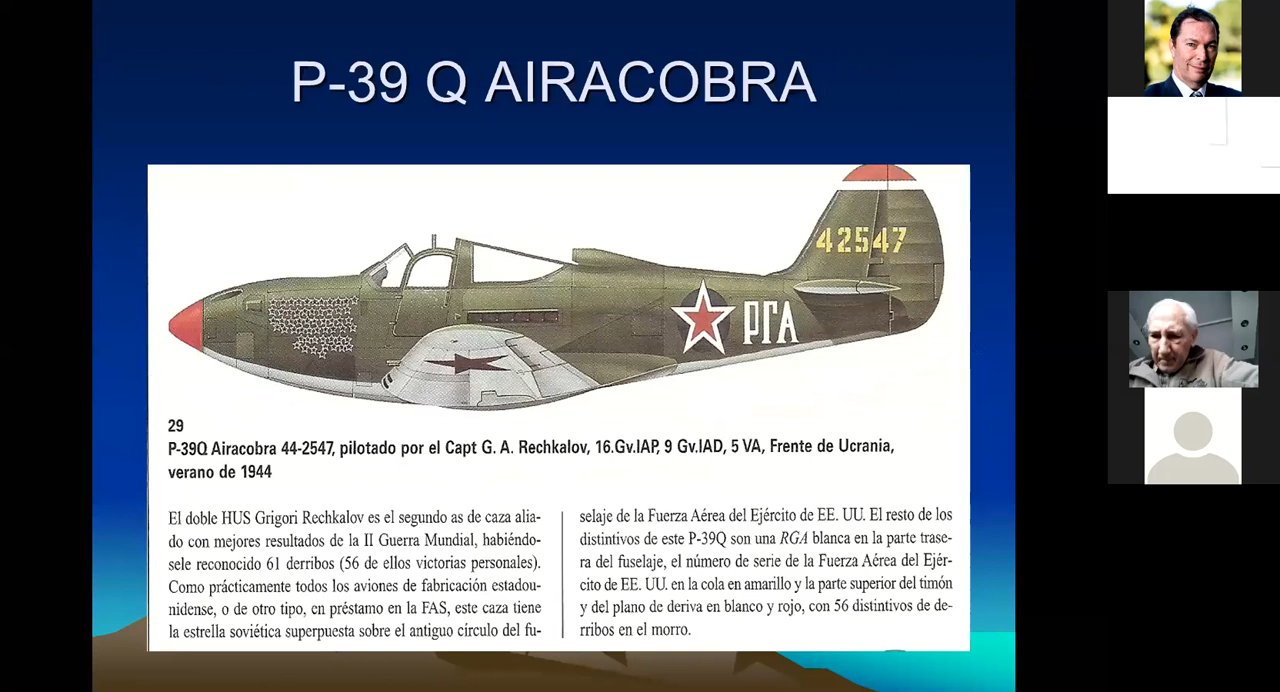 P-39 Q AIRACOBRA
42547
РГА
29
P-39Q Airacobra 44-2547, pilotado por el Capt G. A. Rechkalov, 16.Gv.IAP, 9 Gv.IAD, 5 VA, Frente de Ucrania,
verano de 1944
El doble HUS Grigori Rechkalov es el segundo as de caza alia-
do con mejores resultados de la II Guerra Mundial, habiéndo-
sele reconocido 61 derribos (56 de ellos victorias personales).
Como prácticamente todos los aviones de fabricación estadou-
nidense, o de otro tipo, en préstamo en la FAS, este caza tiene
la estrella soviética superpuesta sobre el antiguo círculo del fu-
selaje de la Fuerza Aérea del Ejército de EE. UU. El resto de los
distintivos de este P-39Q son una RGA blanca en la parte trase-
ra del fuselaje, el número de serie de la Fuerza Aérea del Ejér-
cito de EE. UU. en la cola en amarillo y la parte superior del timón
y del plano de deriva en blanco y rojo, con 56 distintivos de de-
rribos en el morro.